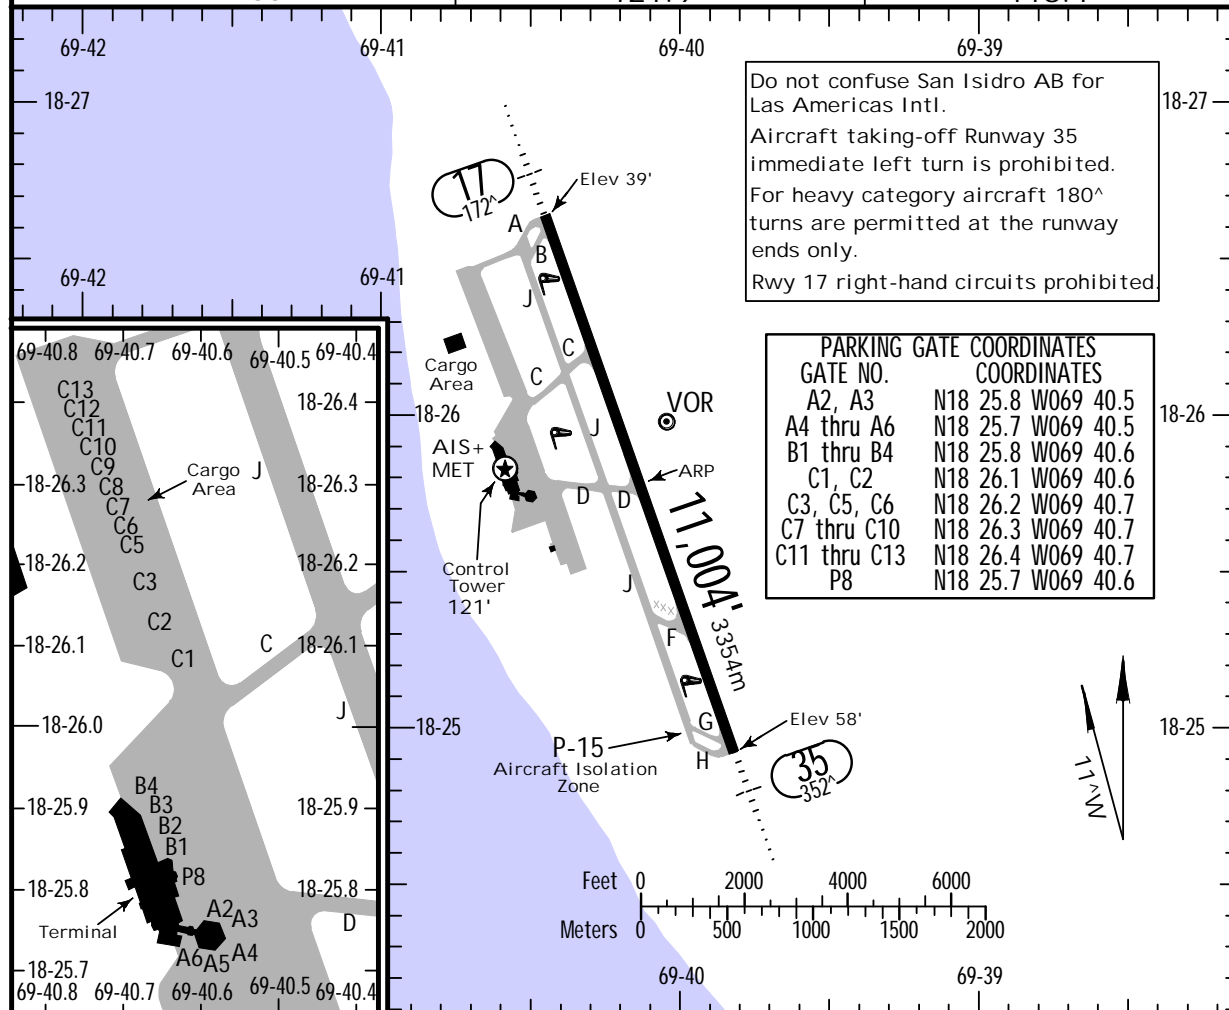 69-42
69-41
69-40
69-39
18-27
18-27
Do not confuse San Isidro AB for
Las Americas Intl.
Aircraft taking-off Runway 35
immediate left turn is prohibited.
For heavy category aircraft 180^
turns are permitted at the runway
ends only.
Rwy 17 right-hand circuits prohibited.
17
172^
Elev 39'
A
B
J
C
C
J
Cargo
Area
18-26
18-26
VOR
AIS+
MET
ARP
D
D
11,004'
3354m
Control
Tower
121'
J
xxx
F
G
H
18-25
18-25
Elev 58'
P-15
Aircraft Isolation
Zone
35
352^
11^W
PARKING GATE COORDINATES
GATE NO. COORDINATES
A2, A3 N18 25.8 W069 40.5
A4 thru A6 N18 25.7 W069 40.5
B1 thru B4 N18 25.8 W069 40.6
C1, C2 N18 26.1 W069 40.6
C3, C5, C6 N18 26.2 W069 40.7
C7 thru C10 N18 26.3 W069 40.7
C11 thru C13 N18 26.4 W069 40.7
P8 N18 25.7 W069 40.6
Feet 0 2000 4000 6000
Meters 0 500 1000 1500 2000
69-40
69-39
69-42
69-41
69-40.8 69-40.7 69-40.6 69-40.5 69-40.4
C13
C12
C11
C10
C9
C8
C7
C6
C5
C3
C2
C1
Cargo
Area
J
C
J
18-26.4
18-26.3
18-26.3
18-26.2
18-26.2
18-26.1
18-26.1
18-26.0
18-25.9
18-25.9
18-25.8
18-25.8
18-25.7
B4
B3
B2
B1
P8
A2
A3
A4
A5
A6
D
Terminal
69-40.8 69-40.7 69-40.6 69-40.5 69-40.4